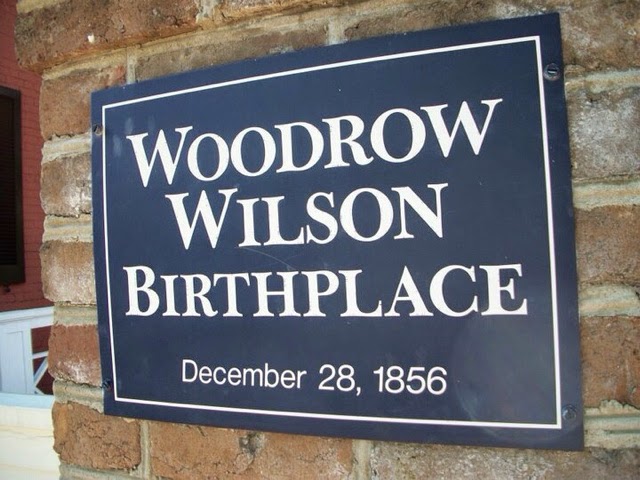 WOODROW
WILSON
BIRTHPLACE
December 28, 1856